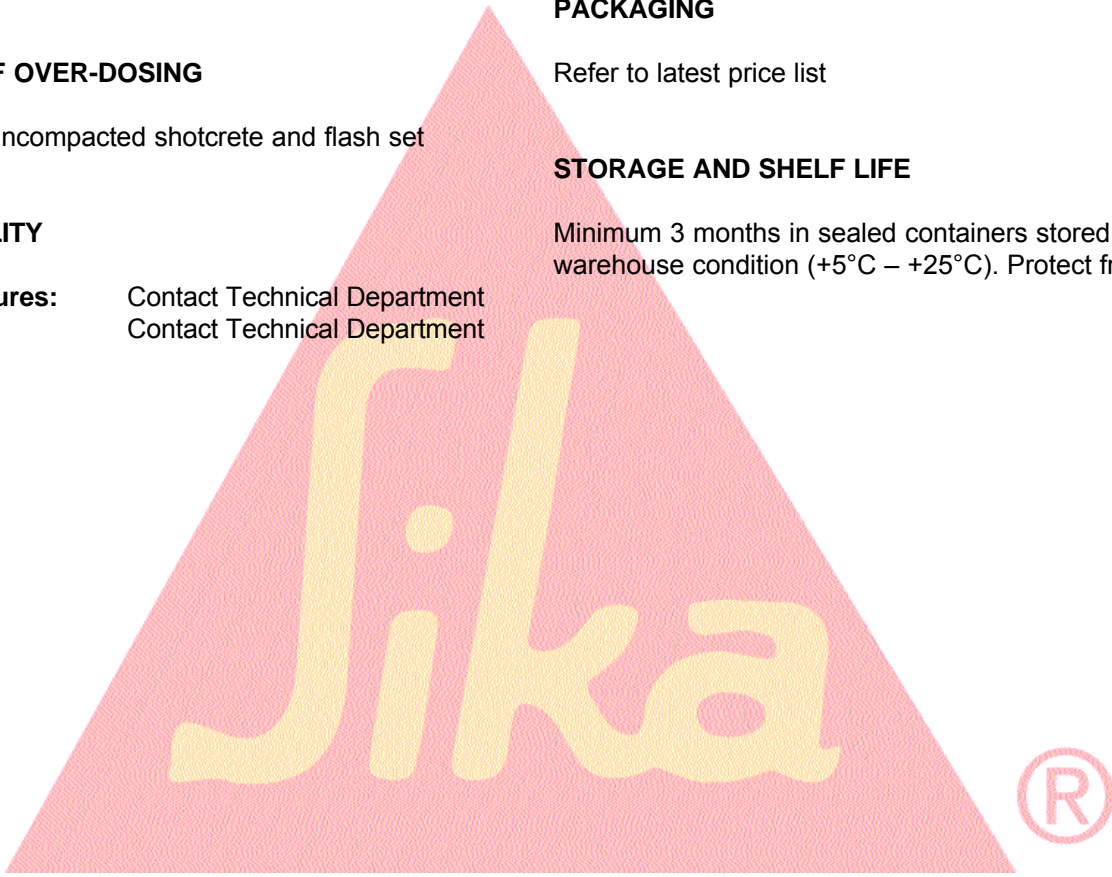 F OVER-DOSING
ncompacted shotcrete and flash set
LITY
ures: Contact Technical Department
Contact Technical Department
PACKAGING
Refer to latest price list
STORAGE AND SHELF LIFE
Minimum 3 months in sealed containers stored
warehouse condition (+5°C – +25°C). Protect fr
Sika
®